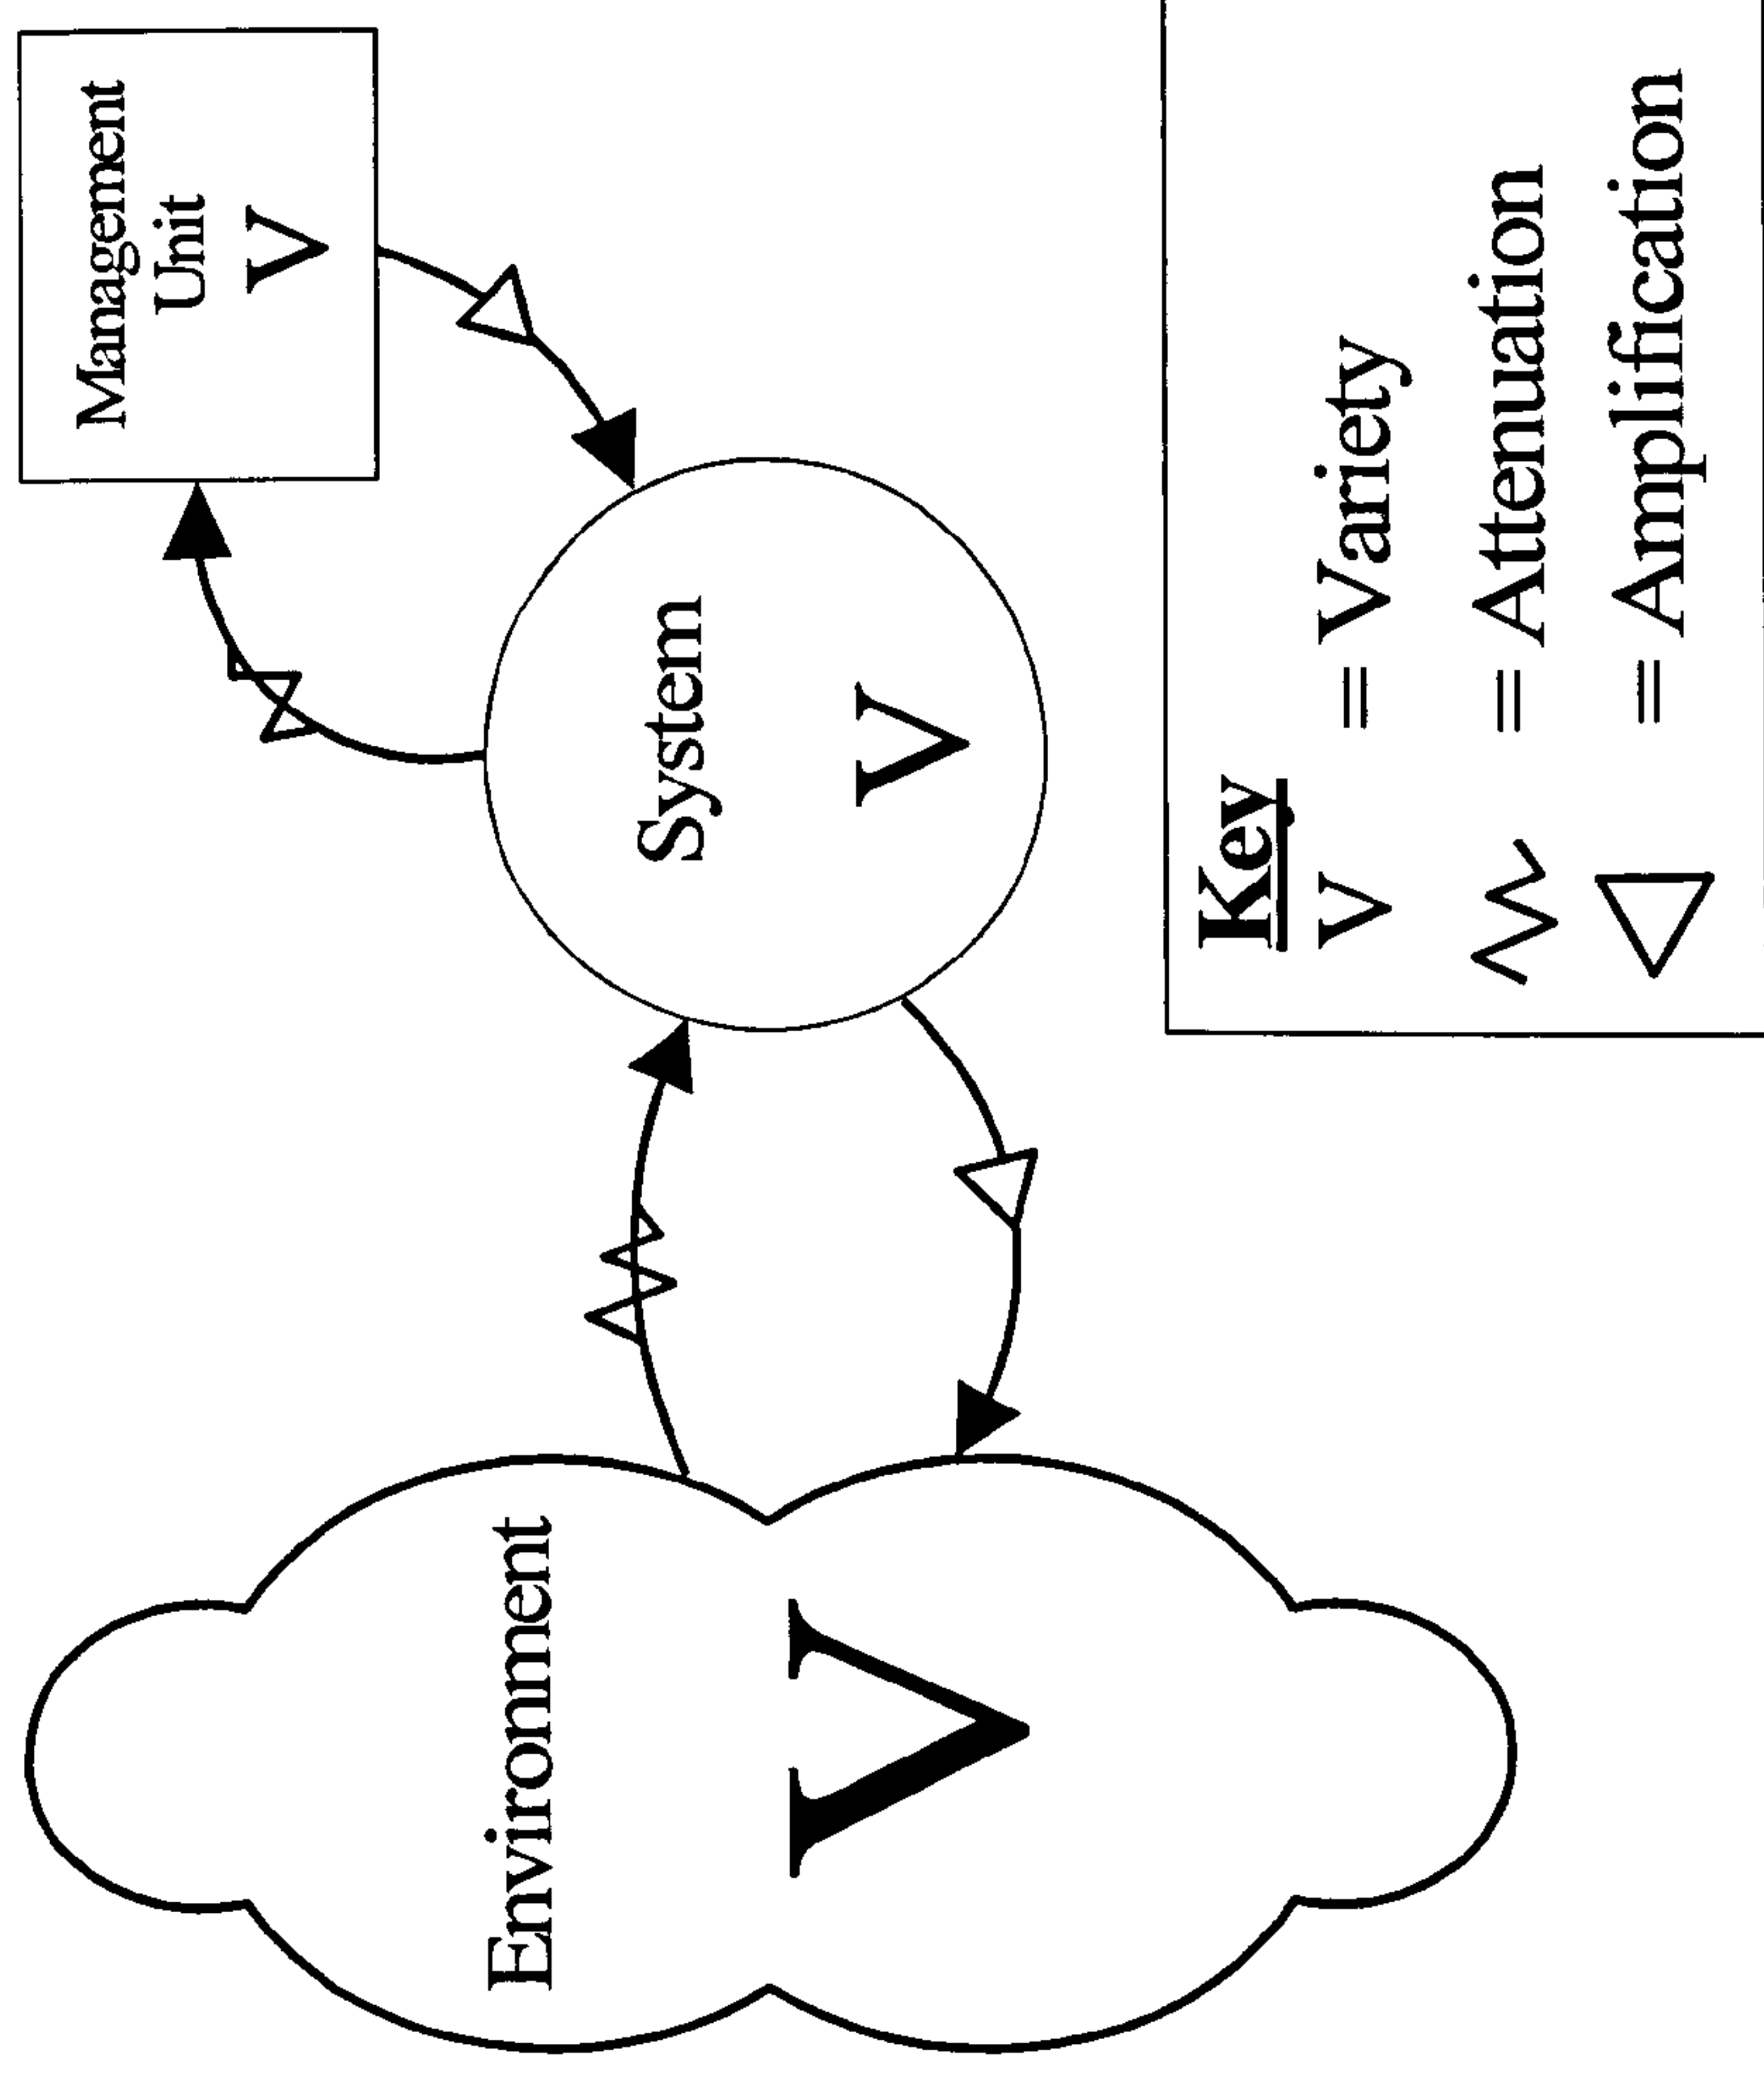 Environment
V
System
V
Management
Unit
V
Key
V = Variety
= Attenuation
= Amplification